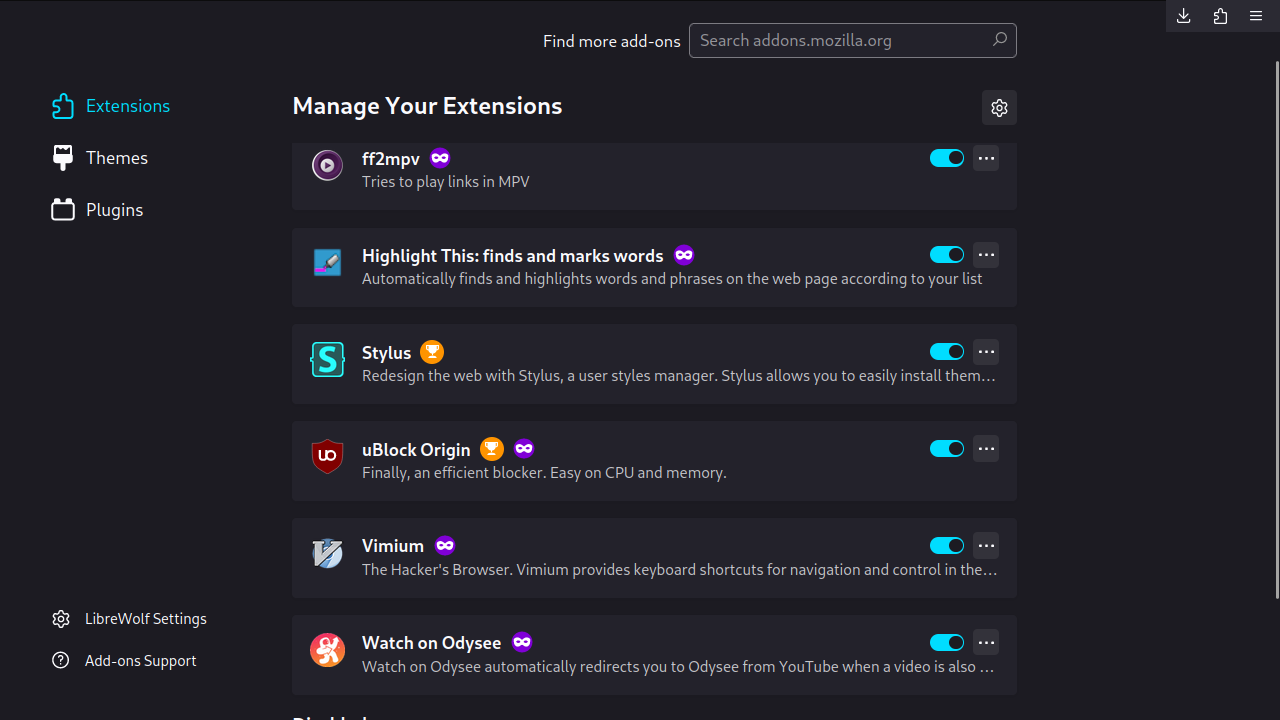 Find more add-ons
Search addons.mozilla.org
Extensions
Themes
Plugins
LibreWolf Settings
Add-ons Support
Manage Your Extensions
ff2mpv
Tries to play links in MPV
Highlight This: finds and marks words
Automatically finds and highlights words and phrases on the web page according to your list
Stylus
Redesign the web with Stylus, a user styles manager. Stylus allows you to easily install them…
uBlock Origin
Finally, an efficient blocker. Easy on CPU and memory.
Vimium
The Hacker's Browser. Vimium provides keyboard shortcuts for navigation and control in the…
Watch on Odysee
Watch on Odysee automatically redirects you to Odysee from YouTube when a video is also …